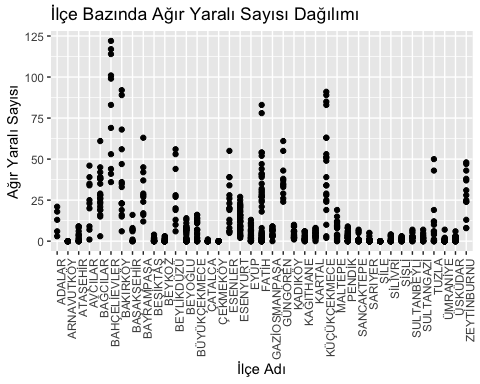 İlçe Bazında Ağır Yaralı Sayısı Dağılımı
125
100
75
50
25
0
Ağır Yaralı Sayısı
ADALAR
ARNAVUTKÖY
ATAŞEHİR
AVCILAR
BAĞCILAR
BAHÇELİEVLER
BAKIRKÖY
BAŞAKŞEHİR
BAYRAMPAŞA
BEŞİKTAŞ
BEYKOZ
BEYLİKDÜZÜ
BEYOĞLU
BÜYÜKÇEKMECE
ÇATALCA
ÇEKMEKÖY
ESENLER
ESENYURT
EYÜP
FATİH
GAZİOSMANPAŞA
GÜNGÖREN
KADIKÖY
KAĞITHANE
KARTAL
KÜÇÜKÇEKMECE
MALTEPE
PENDİK
SANCAKTEPE
SARIYER
ŞİLE
SİLİVRİ
ŞİŞLİ
SULTANBEYLİ
SULTANGAZİ
TUZLA
ÜMRANİYE
ÜSKÜDAR
ZEYTİNBURNU
İlçe Adı